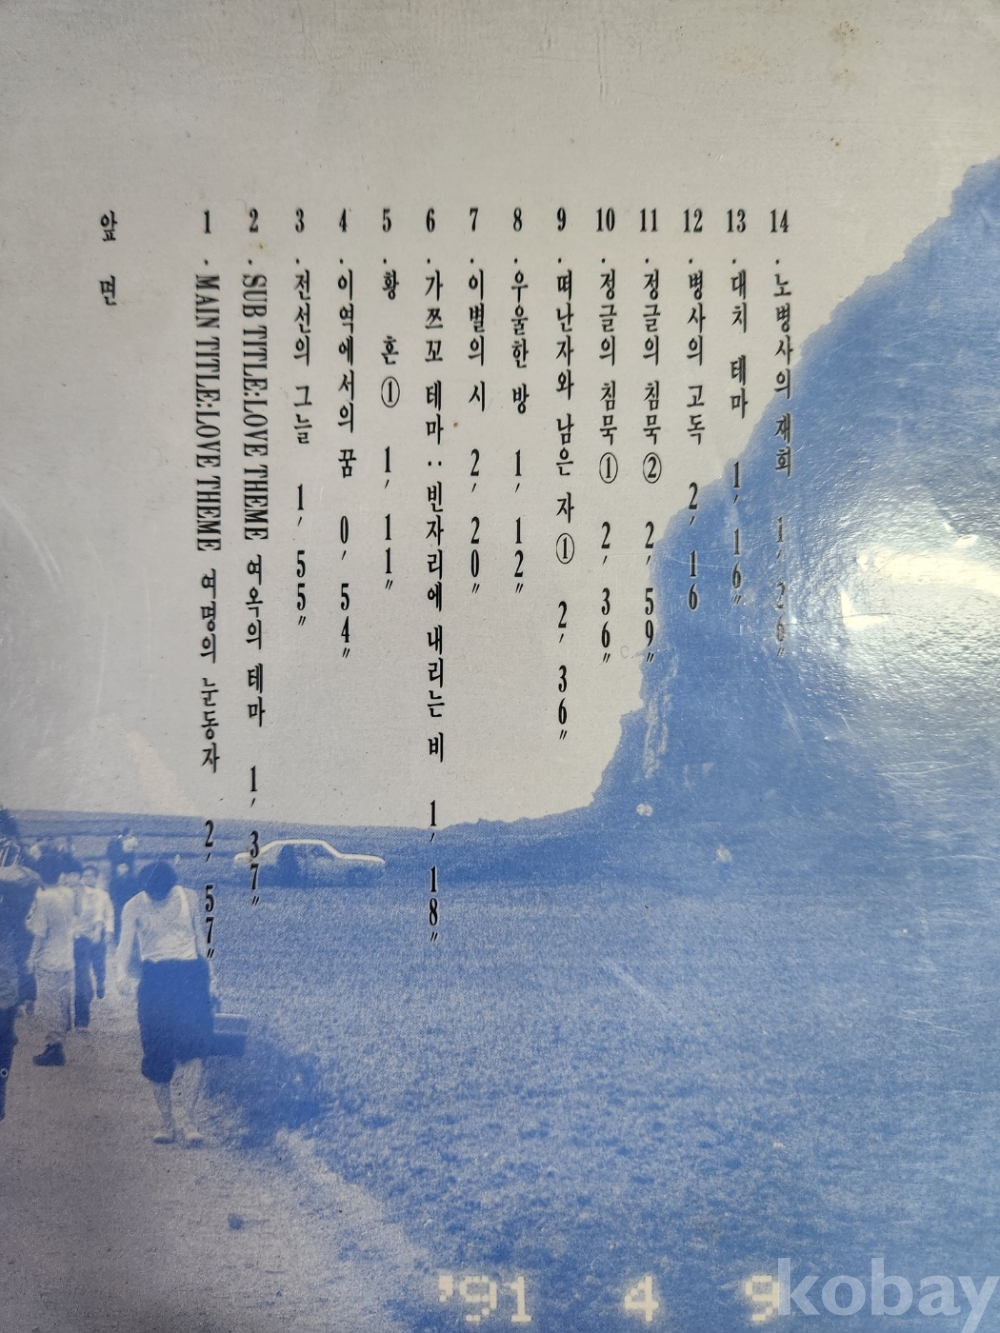 앞 면
1. MAIN TITLE:LOVE THEME 여명의 눈동자 2′57″
2. SUB TITLE:LOVE THEME 여옥의 테마 1′37″
3. 전선의 그늘 1′55″
4. 이역에서의 꿈 0′54″
5. 황 혼① 1′11″
6. 가쯔꼬 테마:: 빈자리에 내리는 비 1′18″
7. 이별의 시 2′20″
8. 우울한 방 1′12″
9. 떠난자와 남은 자① 2′36″
10. 정글의 침묵① 2′36″
11. 정글의 침묵② 2′59″
12. 병사의 고독 2′16
13. 대치 테마 1′16″
14. 노병사의 재회 1′26″
'91 4 9
kobay